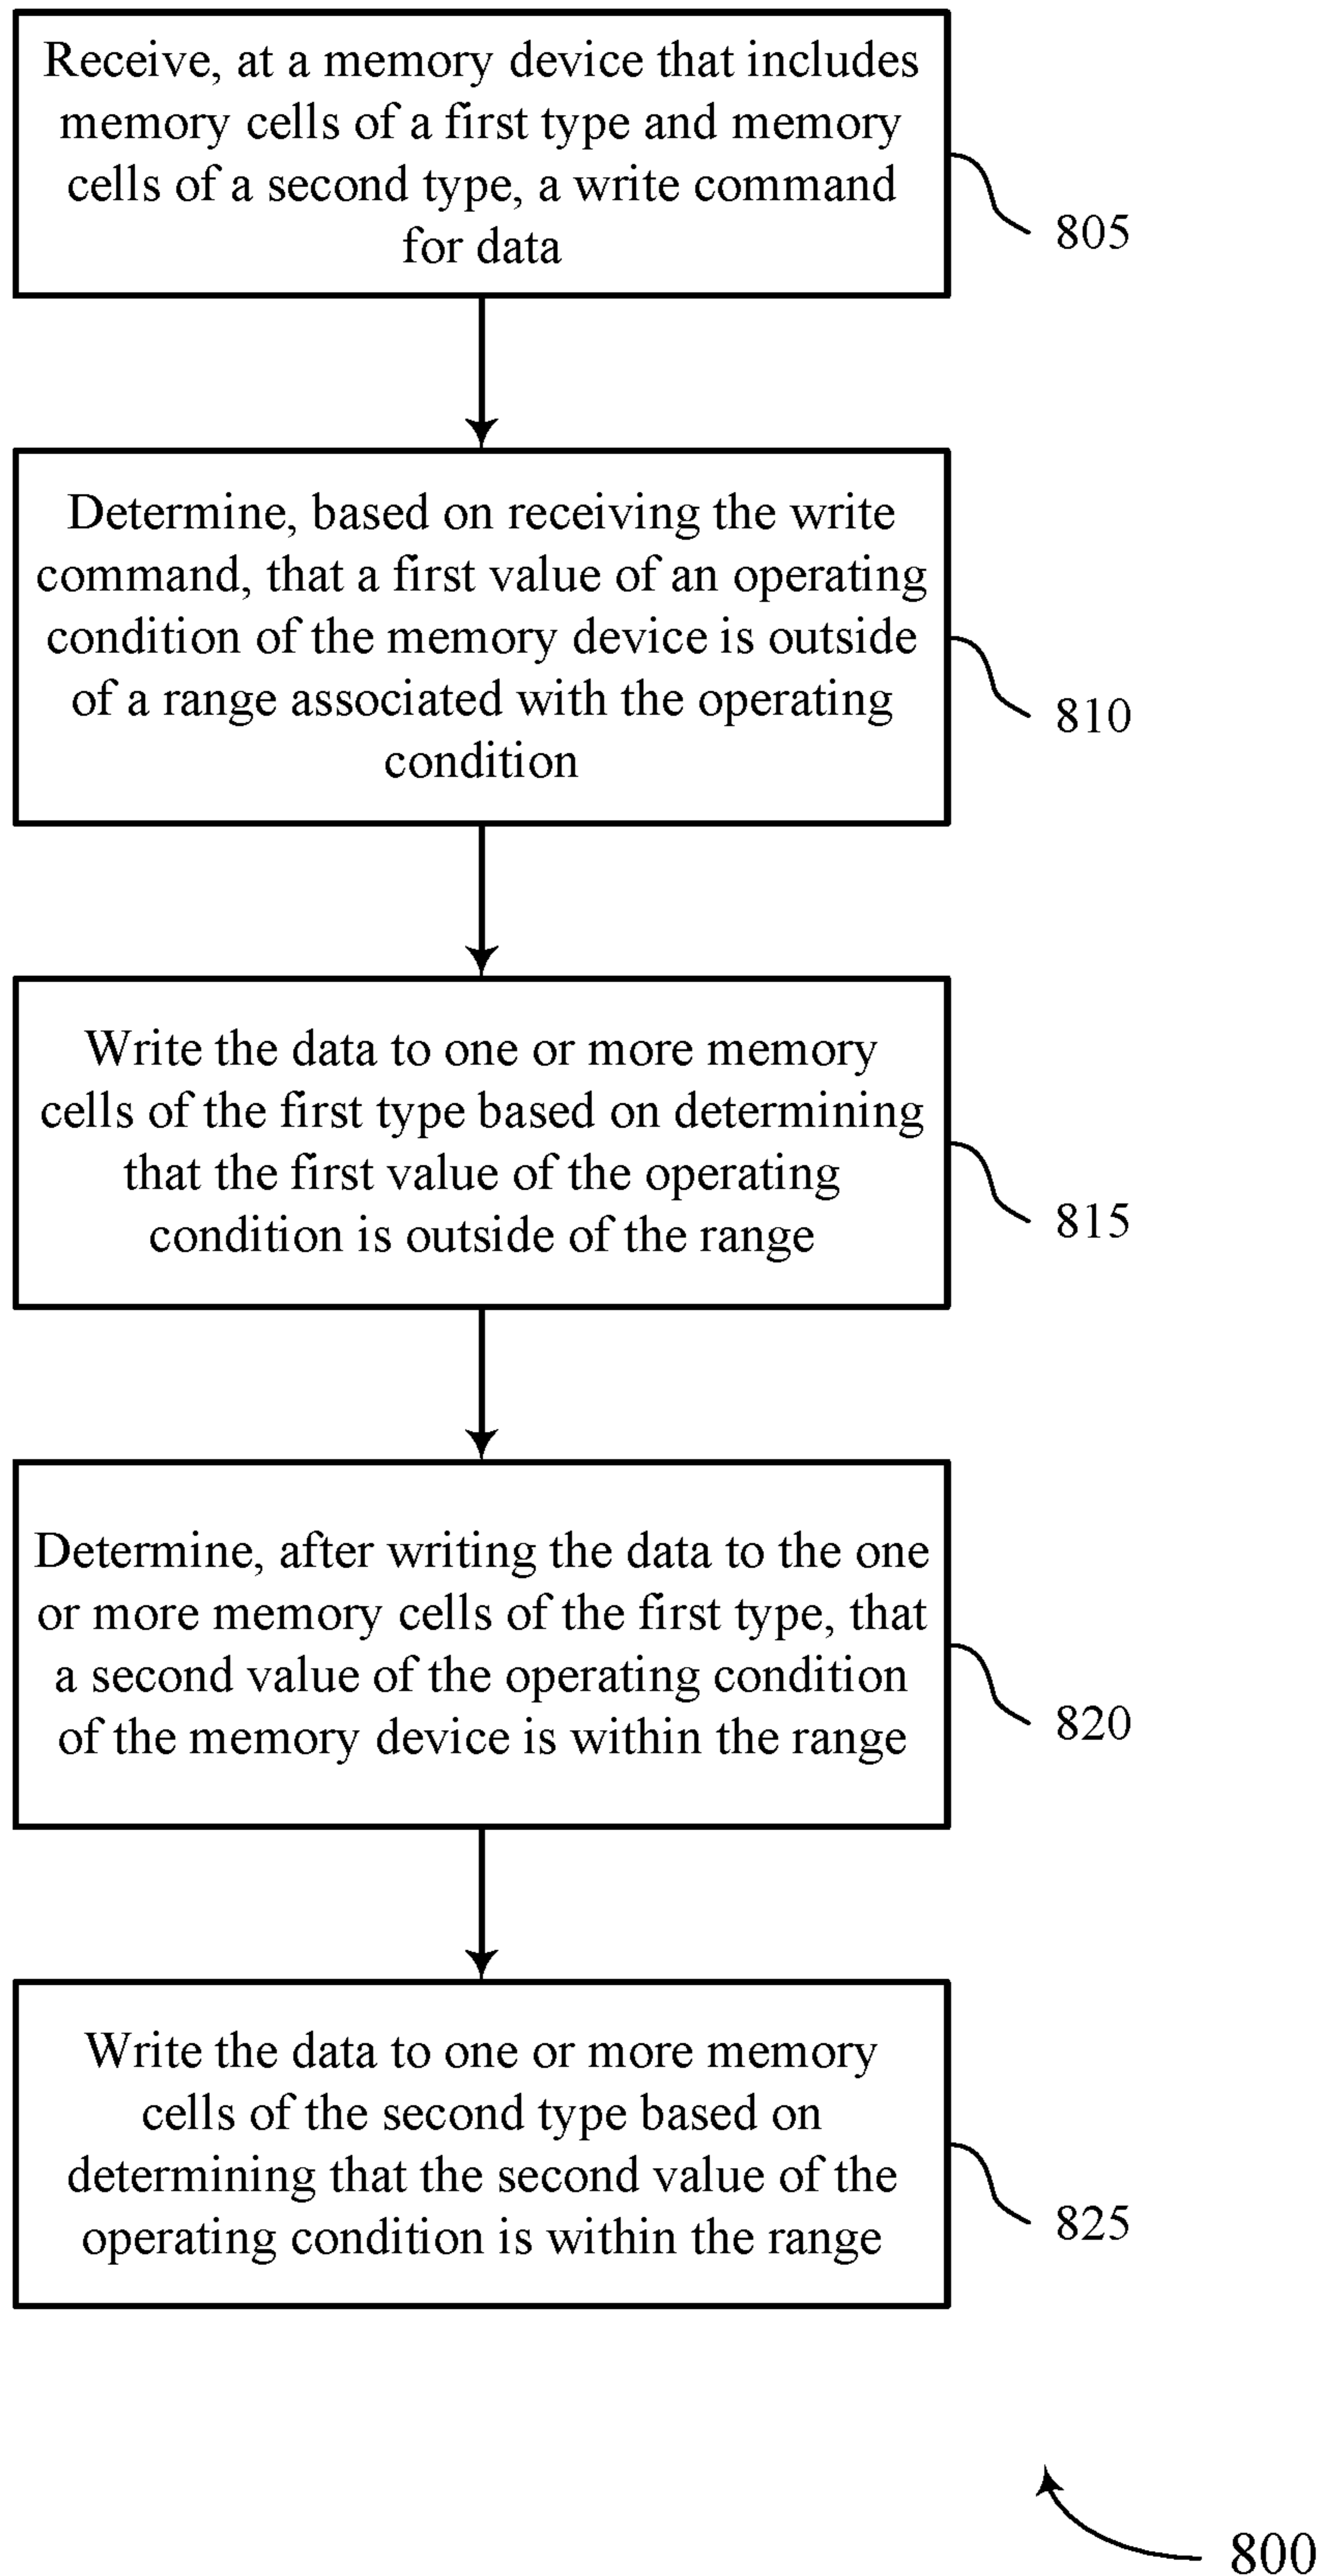 Receive, at a memory device that includes
memory cells of a first type and memory
cells of a second type, a write command
for data
805
Determine, based on receiving the write
command, that a first value of an operating
condition of the memory device is outside
of a range associated with the operating
condition
810
Write the data to one or more memory
cells of the first type based on determining
that the first value of the operating
condition is outside of the range
815
Determine, after writing the data to the one
or more memory cells of the first type, that
a second value of the operating condition
of the memory device is within the range
820
Write the data to one or more memory
cells of the second type based on
determining that the second value of the
operating condition is within the range
825
800